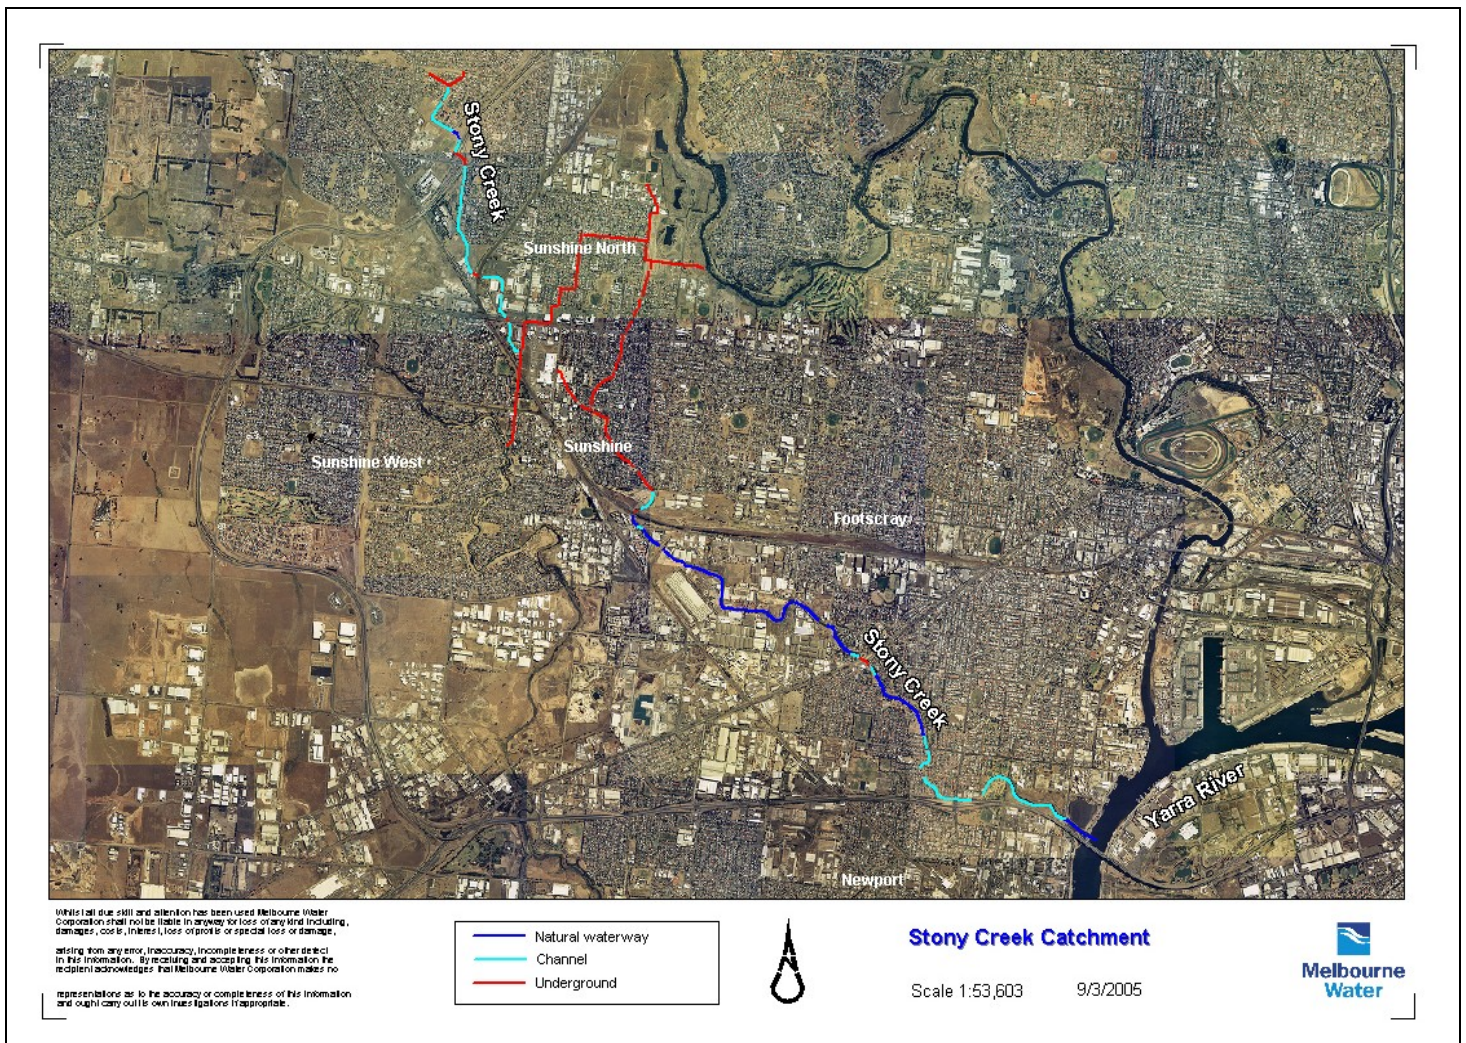 Stony Creek
Sunshine North
Sunshine
Sunshine West
Footscray
Stony Creek
Yarra River
Newport
Whilst all due skill and attention has been used Melbourne Water
Corporation shall not be liable in anyway for loss of any kind including,
damages, costs, interest, loss of profits or special loss or damage,
arising from any error, inaccuracy, incompleteness or other defect
in this information. By receiving and accepting this information the
recipient acknowledges that Melbourne Water Corporation makes no
representations as to the accuracy or completeness of this information
and ought carry out its own investigations if appropriate.
Natural waterway
Channel
Underground
Stony Creek Catchment
Scale 1:53,603 9/3/2005
Melbourne
Water